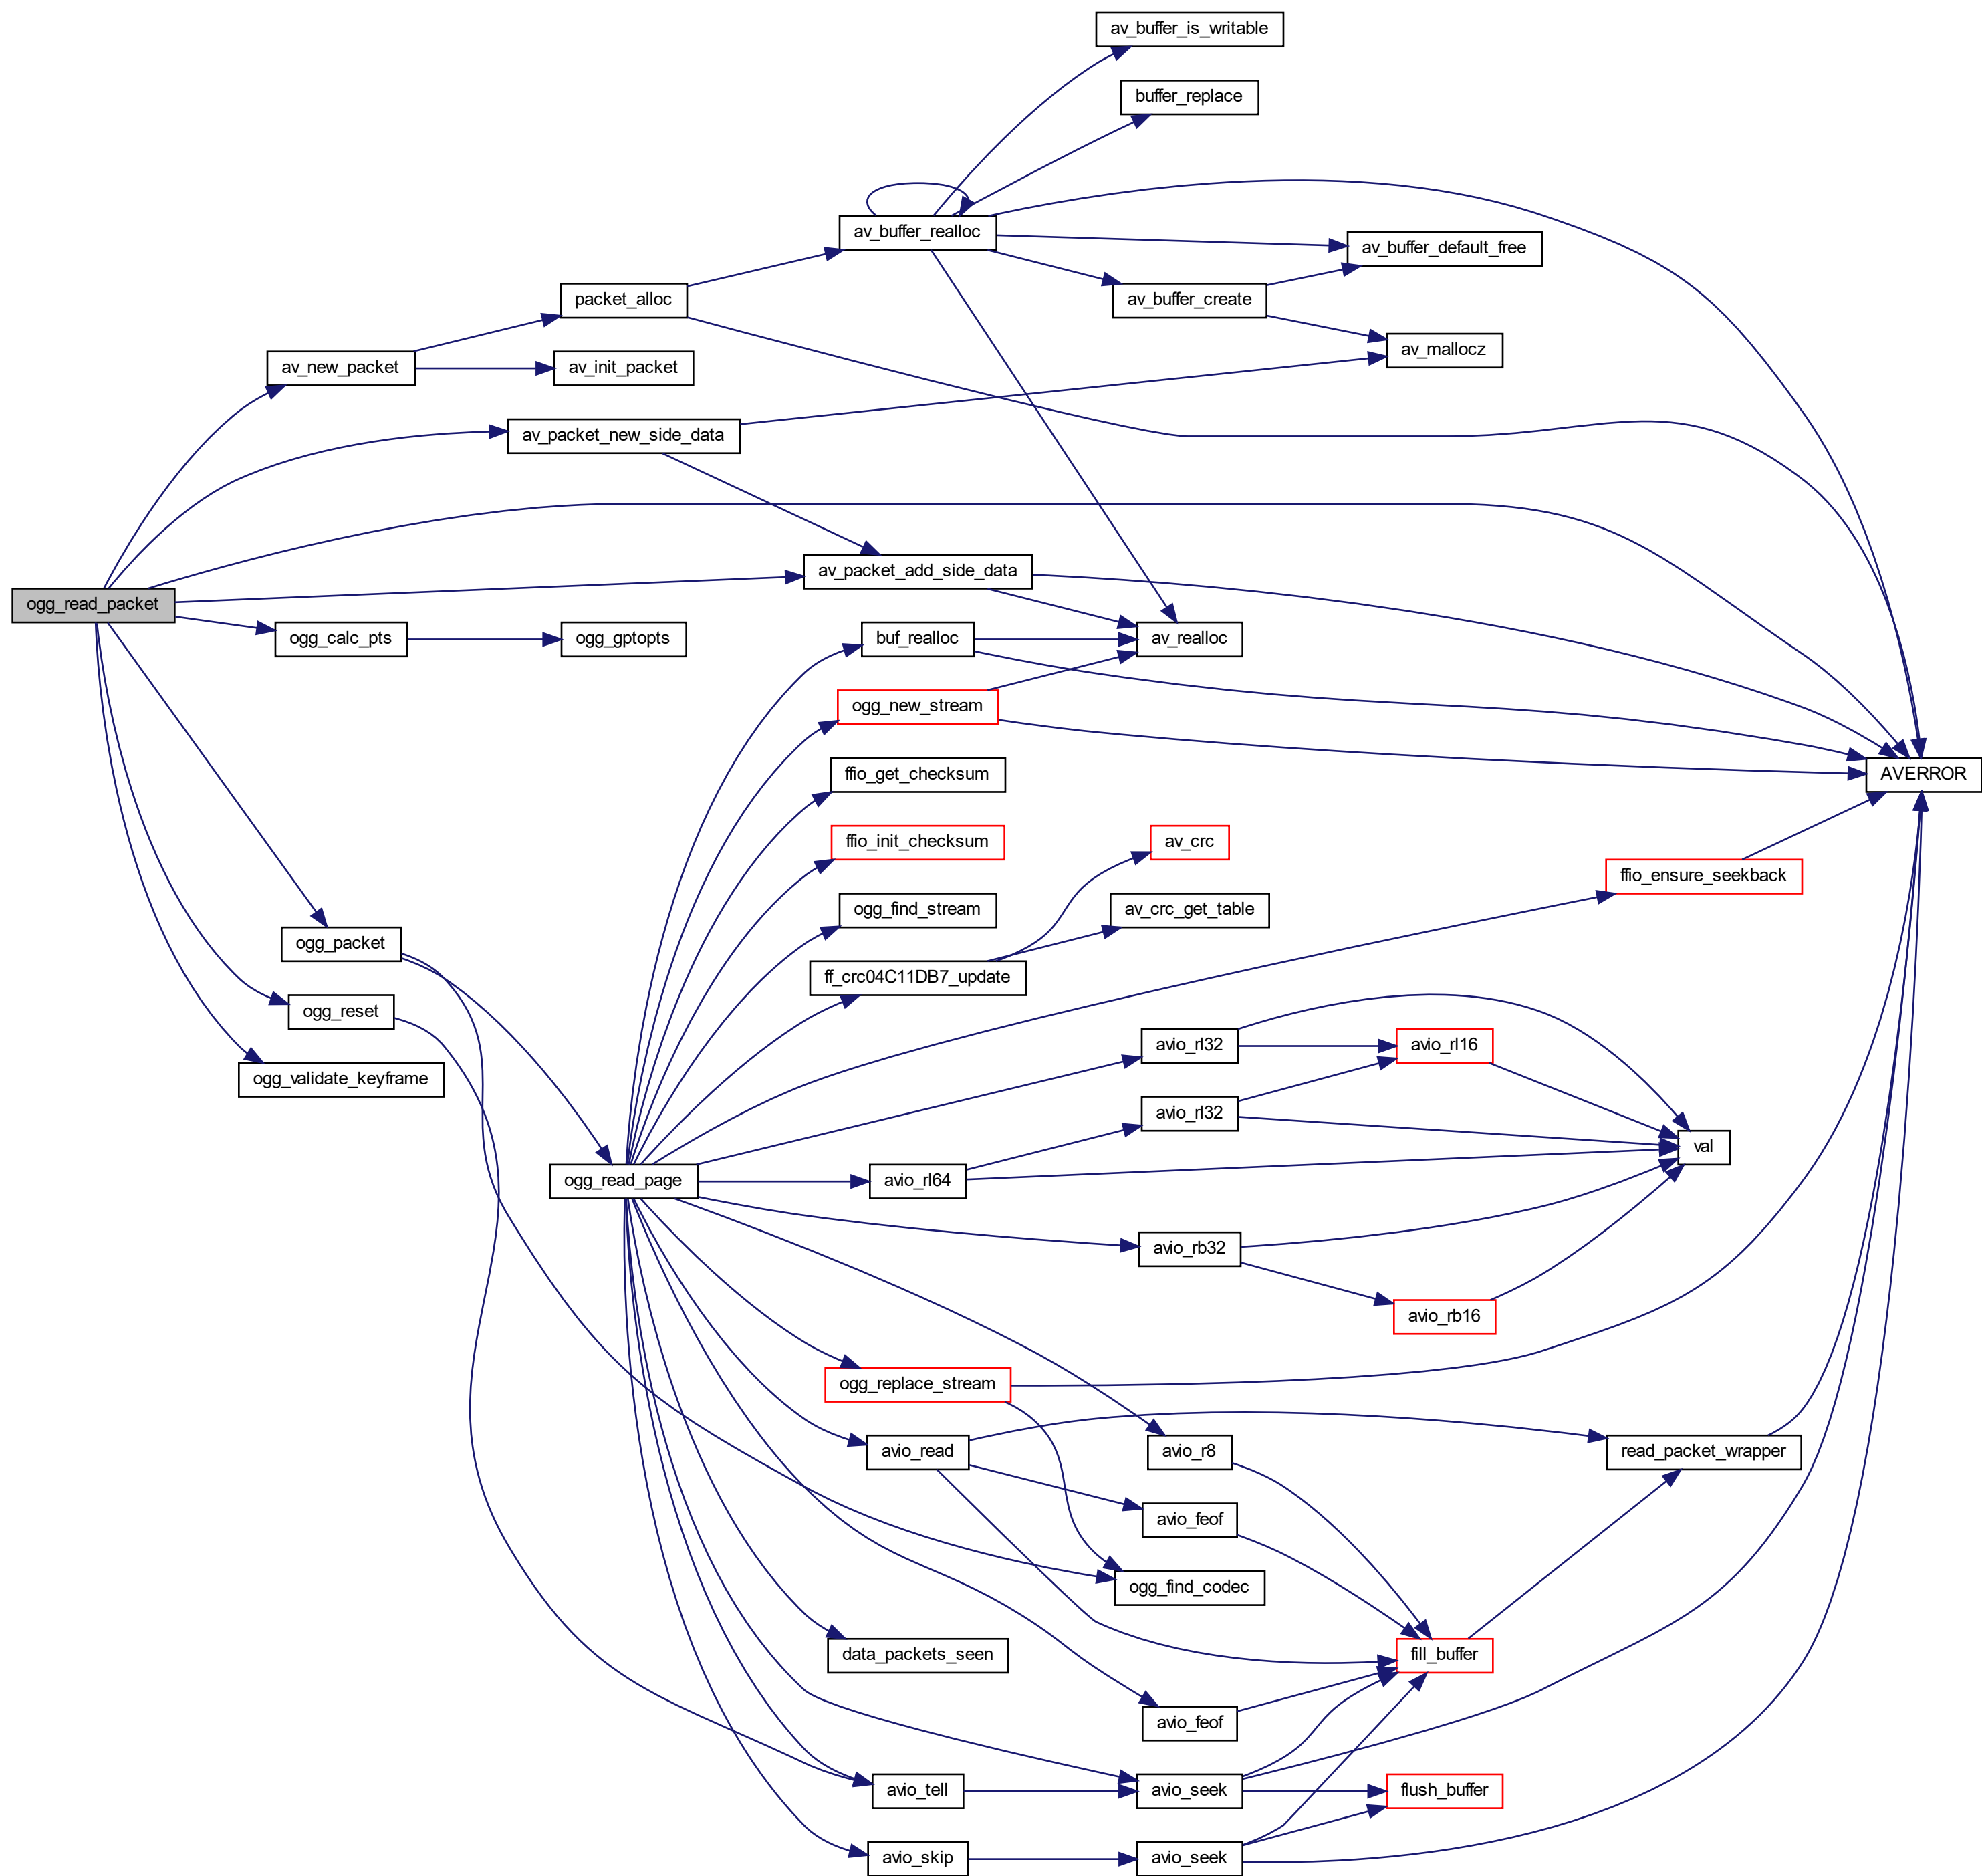 av_buffer_is_writable
buffer_replace
av_buffer_realloc
av_buffer_default_free
packet_alloc
av_buffer_create
av_mallocz
av_new_packet
av_init_packet
av_packet_new_side_data
av_packet_add_side_data
ogg_read_packet
ogg_calc_pts
ogg_gptopts
buf_realloc
av_realloc
ogg_new_stream
ffio_get_checksum
AVERROR
ffio_init_checksum
av_crc
ffio_ensure_seekback
ogg_find_stream
av_crc_get_table
ogg_packet
ff_crc04C11DB7_update
ogg_reset
avio_rl32
avio_rl16
ogg_validate_keyframe
avio_rl32
val
ogg_read_page
avio_rl64
avio_rb32
avio_rb16
ogg_replace_stream
avio_read
avio_r8
read_packet_wrapper
avio_feof
ogg_find_codec
data_packets_seen
fill_buffer
avio_feof
avio_tell
avio_seek
flush_buffer
avio_skip
avio_seek